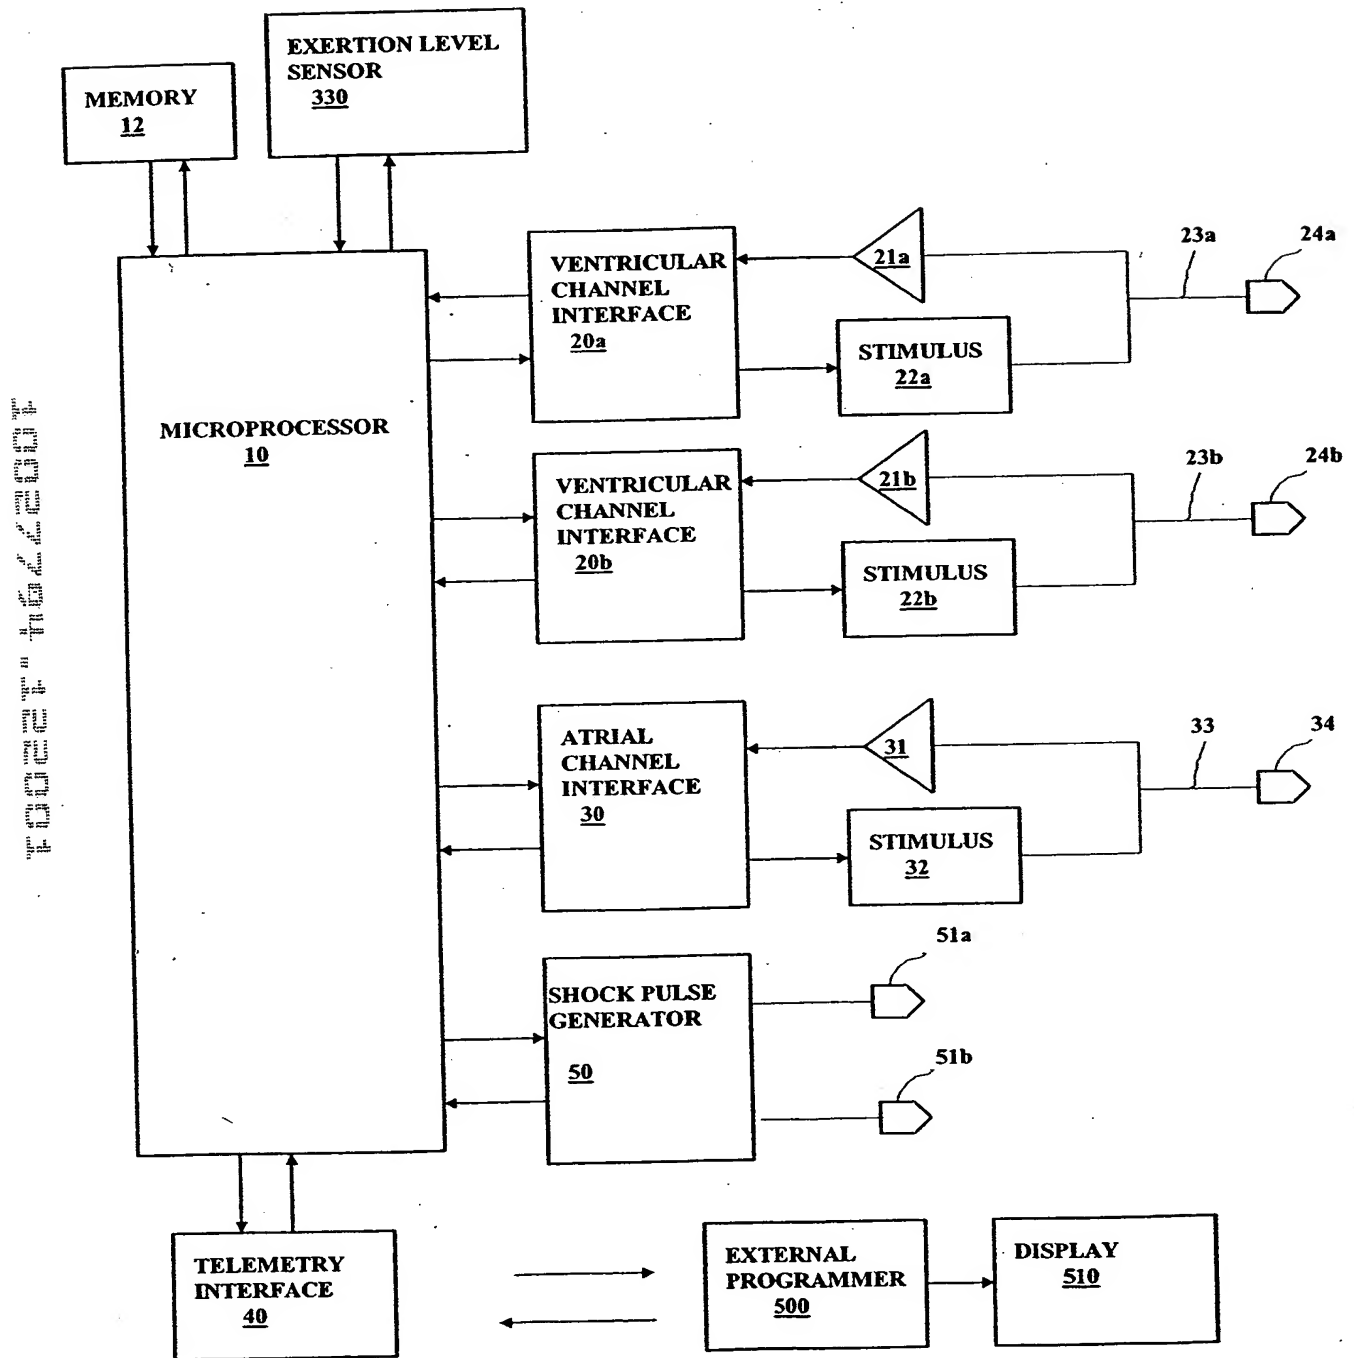 EXERTION LEVEL
SENSOR
330
MEMORY
12
VENTRICULAR
CHANNEL
INTERFACE
20a
21a
STIMULUS
22a
23a
24a
MICROPROCESSOR
10
VENTRICULAR
CHANNEL
INTERFACE
20b
21b
STIMULUS
22b
23b
24b
ATRIAL
CHANNEL
INTERFACE
30
31
STIMULUS
32
33
34
SHOCK PULSE
GENERATOR
50
51a
51b
TELEMETRY
INTERFACE
40
EXTERNAL
PROGRAMMER
500
DISPLAY
510